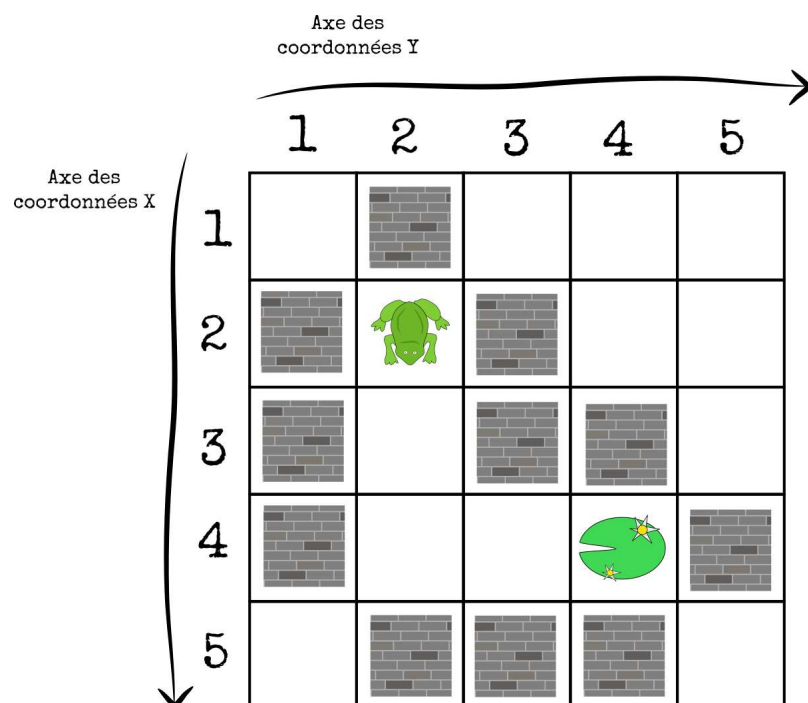 Axe des
coordonnées Y
1 2 3 4 5
Axe des
coordonnées X
1
2
3
4
5